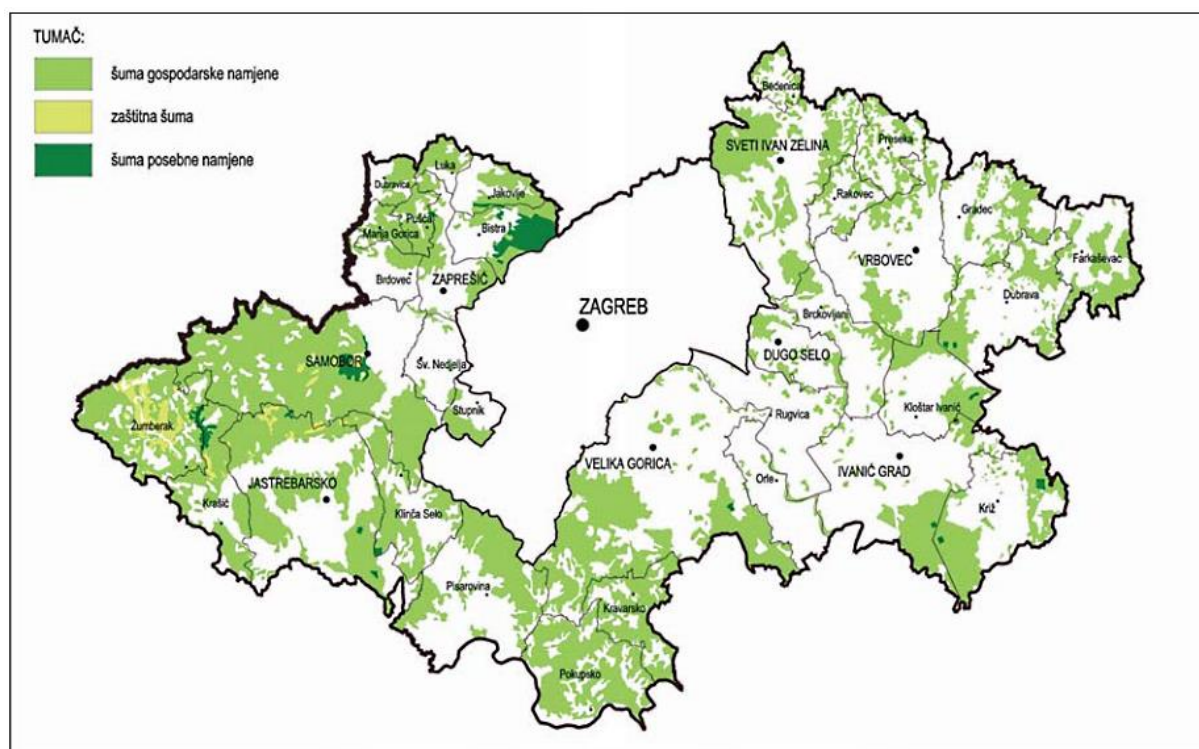 TUMAČ:
šuma gospodarske namjene
zaštitna šuma
šuma posebne namjene
Bedenica
SVETI IVAN ZELINA
Preseka
Luka
Dubravica
Jakovlje
Rakovec
Gradec
Pušća
Marija Gorica
Bistra
Farkaševac
VRBOVEC
Brdovec
ZAPREŠIĆ
Dubrava
ZAGREB
Brckovljani
DUGO SELO
SAMOBOR
Sv. Nedjelja
Stupnik
Rugvica
Kloštar Ivanić
Žumberak
VELIKA GORICA
IVANIĆ GRAD
JASTREBARSKO
Orle
Krašić
Klinča Selo
Križ
Pisarovina
Kravarsko
Pokupsko